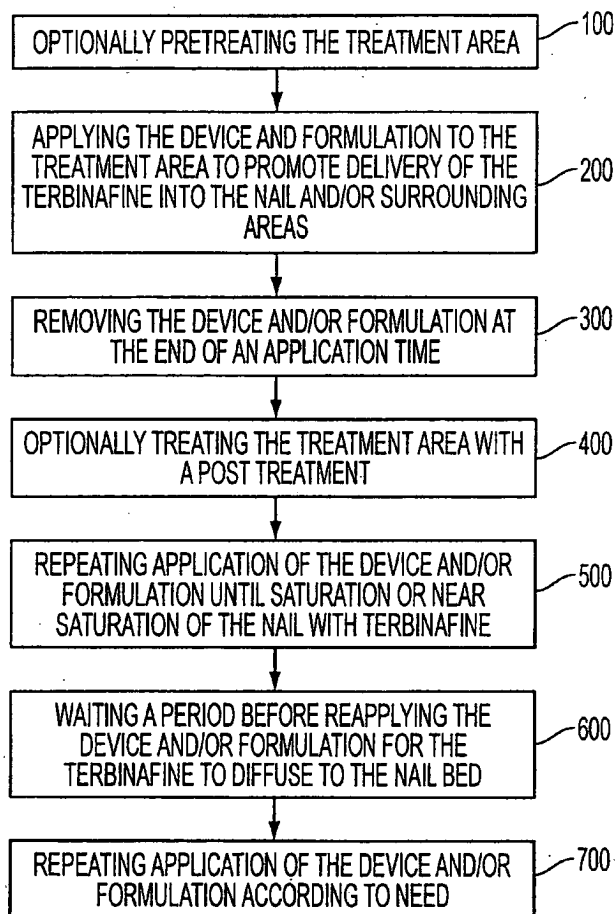 OPTIONALLY PRETREATING THE TREATMENT AREA
100
APPLYING THE DEVICE AND FORMULATION TO THE
TREATMENT AREA TO PROMOTE DELIVERY OF THE
TERBINAFINE INTO THE NAIL AND/OR SURROUNDING
AREAS
200
REMOVING THE DEVICE AND/OR FORMULATION AT
THE END OF AN APPLICATION TIME
300
OPTIONALLY TREATING THE TREATMENT AREA WITH
A POST TREATMENT
400
REPEATING APPLICATION OF THE DEVICE AND/OR
FORMULATION UNTIL SATURATION OR NEAR
SATURATION OF THE NAIL WITH TERBINAFINE
500
WAITING A PERIOD BEFORE REAPPLYING THE
DEVICE AND/OR FORMULATION FOR THE
TERBINAFINE TO DIFFUSE TO THE NAIL BED
600
REPEATING APPLICATION OF THE DEVICE AND/OR
FORMULATION ACCORDING TO NEED
700